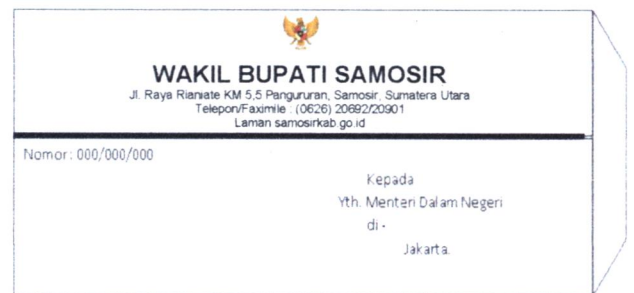 WAKIL BUPATI SAMOSIR
Jl. Raya Rianiate KM 5,5 Pangururan, Samosir, Sumatera Utara
Telepon/Faximile : (0626) 20692/20901
Laman samosirkab.go.id
Nomor : 000/000/000
Kepada
Yth. Menteri Dalam Negeri
di -
Jakarta.